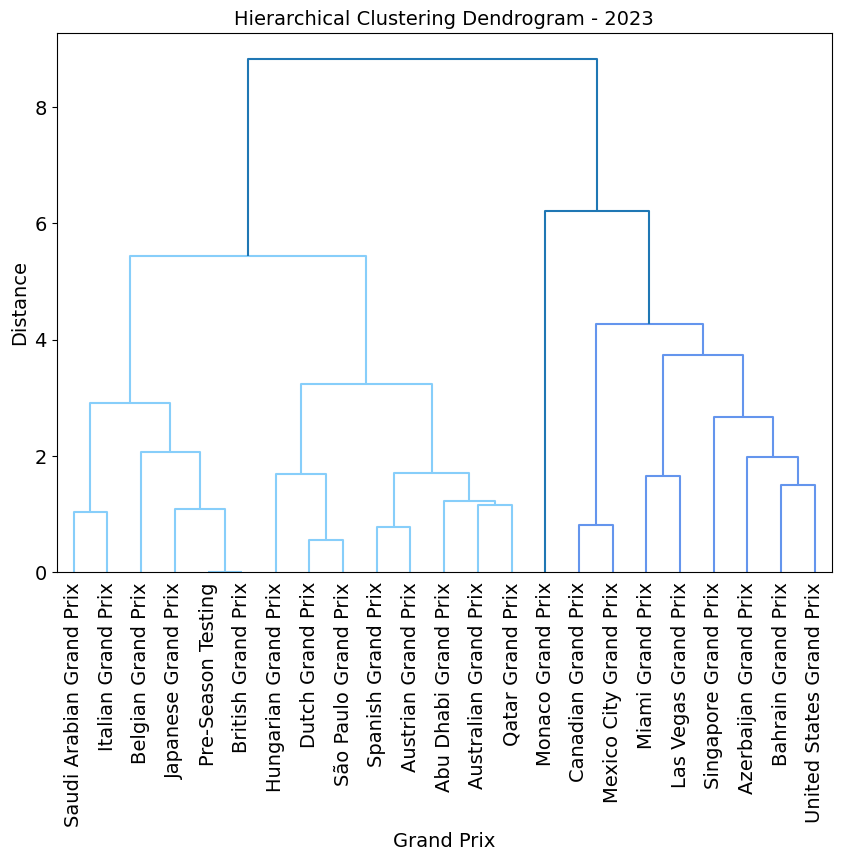 Hierarchical Clustering Dendrogram - 2023
Distance
8
6
4
2
0
Saudi Arabian Grand Prix
Italian Grand Prix
Belgian Grand Prix
Japanese Grand Prix
Pre-Season Testing
British Grand Prix
Hungarian Grand Prix
Dutch Grand Prix
São Paulo Grand Prix
Spanish Grand Prix
Austrian Grand Prix
Abu Dhabi Grand Prix
Australian Grand Prix
Qatar Grand Prix
Monaco Grand Prix
Canadian Grand Prix
Mexico City Grand Prix
Miami Grand Prix
Las Vegas Grand Prix
Singapore Grand Prix
Azerbaijan Grand Prix
Bahrain Grand Prix
United States Grand Prix
Grand Prix